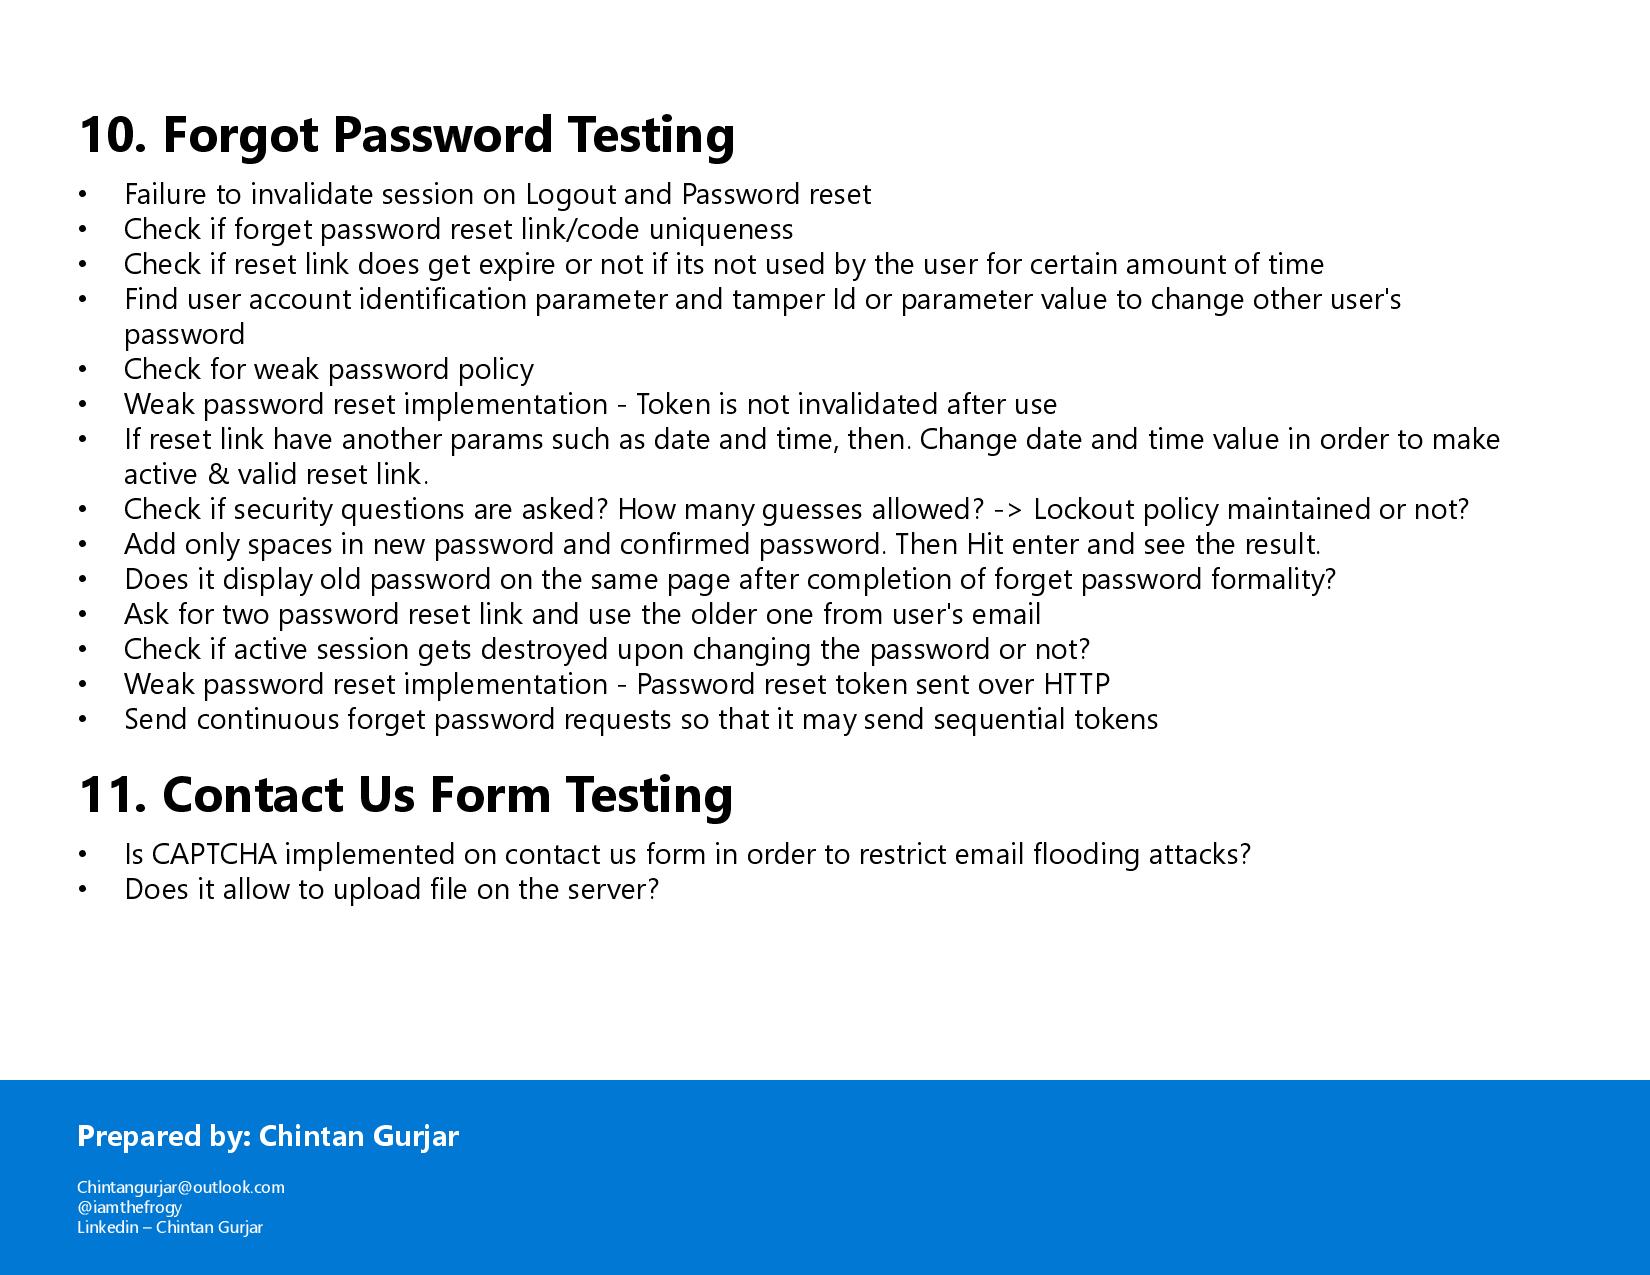 10. Forgot Password Testing
• Failure to invalidate session on Logout and Password reset
• Check if forget password reset link/code uniqueness
• Check if reset link does get expire or not if its not used by the user for certain amount of time
• Find user account identification parameter and tamper Id or parameter value to change other user's
password
• Check for weak password policy
• Weak password reset implementation - Token is not invalidated after use
• If reset link have another params such as date and time, then. Change date and time value in order to make
active & valid reset link.
• Check if security questions are asked? How many guesses allowed? -> Lockout policy maintained or not?
• Add only spaces in new password and confirmed password. Then Hit enter and see the result.
• Does it display old password on the same page after completion of forget password formality?
• Ask for two password reset link and use the older one from user's email
• Check if active session gets destroyed upon changing the password or not?
• Weak password reset implementation - Password reset token sent over HTTP
• Send continuous forget password requests so that it may send sequential tokens
11. Contact Us Form Testing
• Is CAPTCHA implemented on contact us form in order to restrict email flooding attacks?
• Does it allow to upload file on the server?
Prepared by: Chintan Gurjar
Chintangurjar@outlook.com
@iamthefrogy
Linkedin – Chintan Gurjar